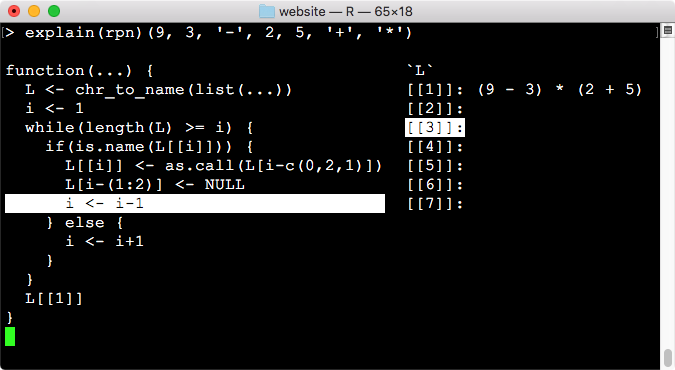 website — R — 65×18
> explain(rpn)(9, 3, '-', 2, 5, '+', '*')
function(...) { `L`
  L <- chr_to_name(list(...)) [[1]]: (9 - 3) * (2 + 5)
  i <- 1 [[2]]:
  while(length(L) >= i) { [[3]]:
    if(is.name(L[[i]])) { [[4]]:
      L[[i]] <- as.call(L[i-c(0,2,1)]) [[5]]:
      L[i-(1:2)] <- NULL [[6]]:
      i <- i-1 [[7]]:
    } else {
      i <- i+1
    }
  }
  L[[1]]
}